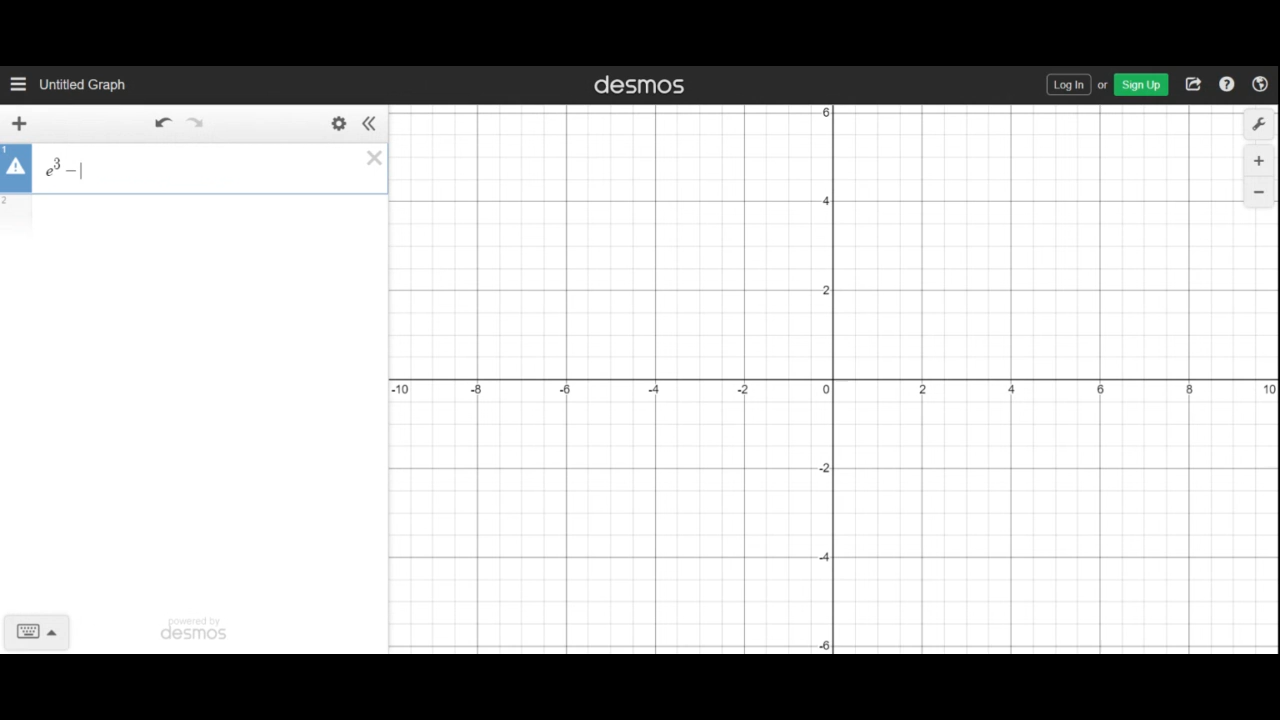 Untitled Graph
desmos
Log In or Sign Up
1
e³ −
2
powered by
desmos
6
4
2
-10 -8 -6 -4 -2 0 2 4 6 8 10
-2
-4
-6